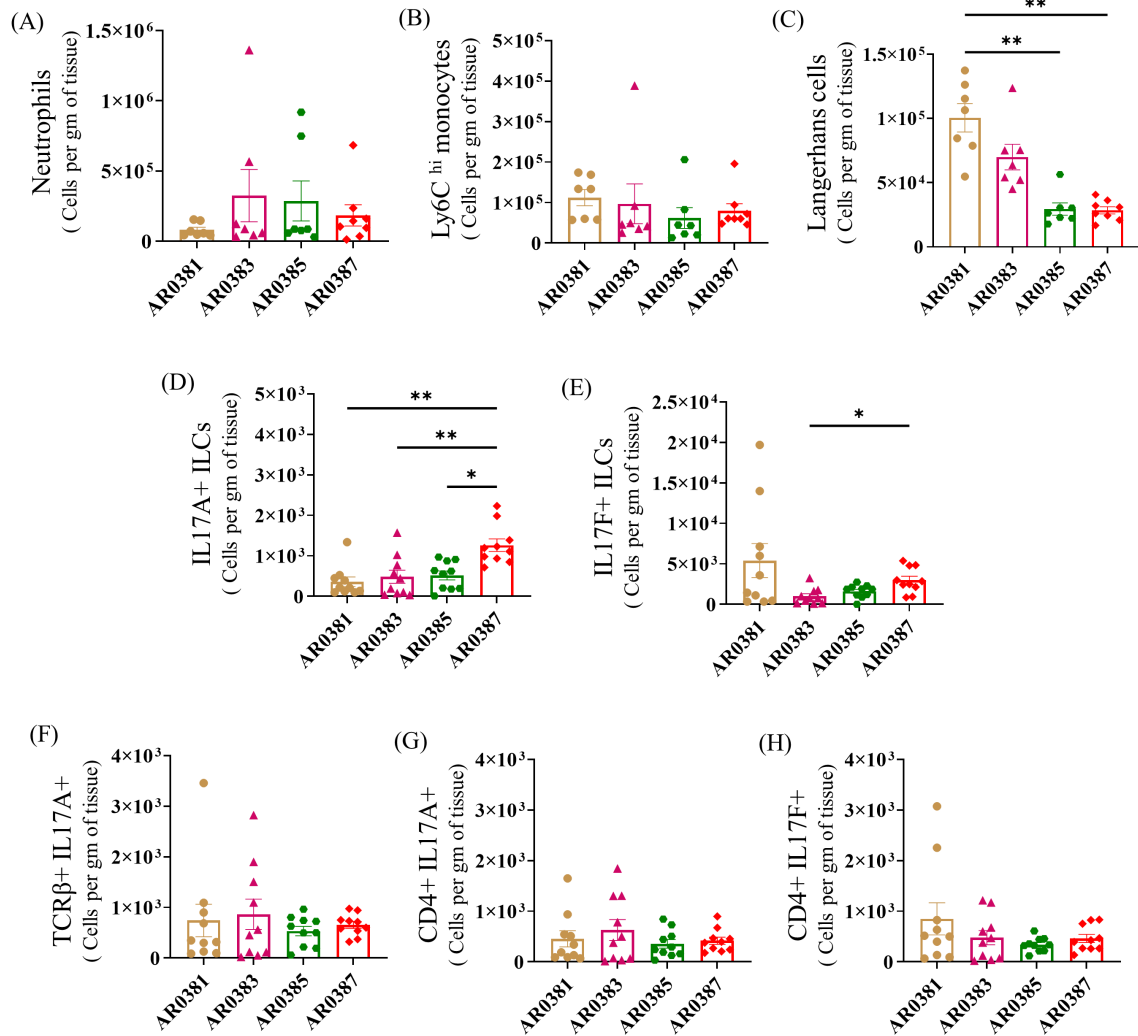 (A)
Neutrophils
( Cells per gm of tissue)
1.5×10⁶
1×10⁶
5×10⁵
0
AR0381
AR0383
AR0385
AR0387
(B)
Ly6C ʰⁱ monocytes
( Cells per gm of tissue)
5×10⁵
4×10⁵
3×10⁵
2×10⁵
1×10⁵
0
AR0381
AR0383
AR0385
AR0387
(C)
Langerhans cells
( Cells per gm of tissue)
1.5×10⁵
1×10⁵
5×10⁴
0
**
**
AR0381
AR0383
AR0385
AR0387
(D)
IL17A+ ILCs
( Cells per gm of tissue)
5×10³
4×10³
3×10³
2×10³
1×10³
0
**
**
*
AR0381
AR0383
AR0385
AR0387
(E)
IL17F+ ILCs
( Cells per gm of tissue)
2.5×10⁴
2×10⁴
1.5×10⁴
1×10⁴
5×10³
0
*
AR0381
AR0383
AR0385
AR0387
(F)
TCRβ+ IL17A+
( Cells per gm of tissue)
4×10³
3×10³
2×10³
1×10³
0
AR0381
AR0383
AR0385
AR0387
(G)
CD4+ IL17A+
( Cells per gm of tissue)
4×10³
3×10³
2×10³
1×10³
0
AR0381
AR0383
AR0385
AR0387
(H)
CD4+ IL17F+
( Cells per gm of tissue)
4×10³
3×10³
2×10³
1×10³
0
AR0381
AR0383
AR0385
AR0387